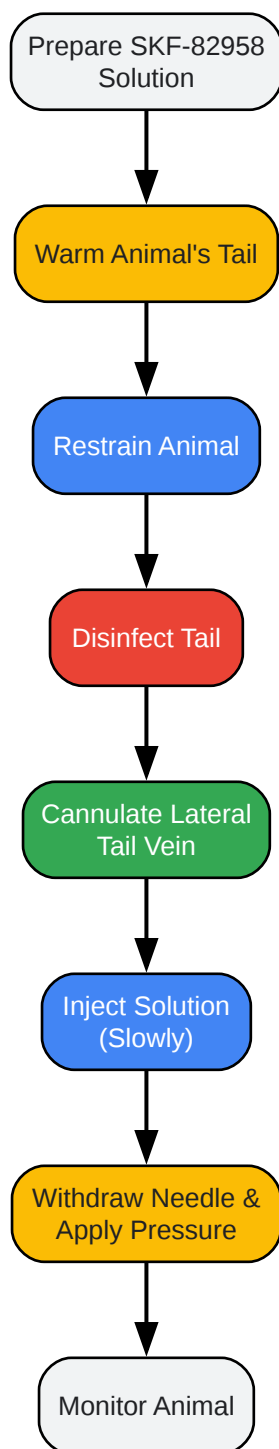 Prepare SKF-82958
Solution
Warm Animal's Tail
Restrain Animal
Disinfect Tail
Cannulate Lateral
Tail Vein
Inject Solution
(Slowly)
Withdraw Needle &
Apply Pressure
Monitor Animal